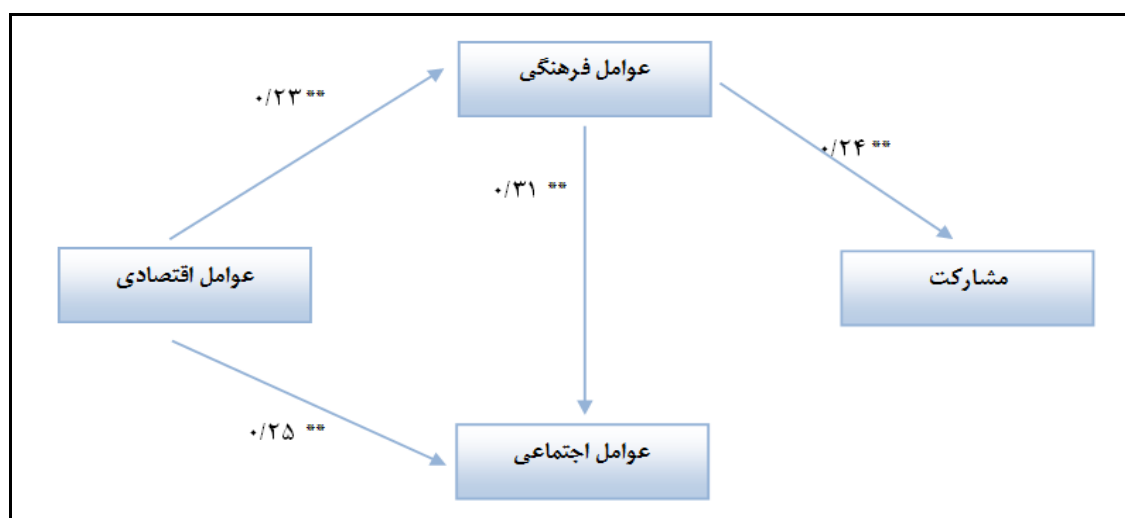 عوامل فرهنگی
۰/۲۳ **
۰/۲۴ **
۰/۳۱ **
عوامل اقتصادی
مشارکت
۰/۲۵ **
عوامل اجتماعی